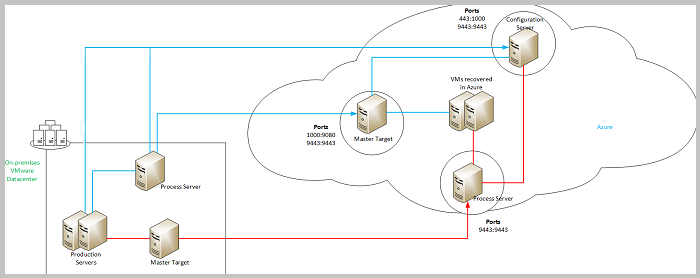 Ports
443:1000
9443:9443
Configuration
Server
VMs recovered
in Azure
Ports
1000:9080
9443:9443
Master Target
Azure
On-premises
VMware
Datacenter
Process Server
Process Server
Ports
9443:9443
Production
Servers
Master Target